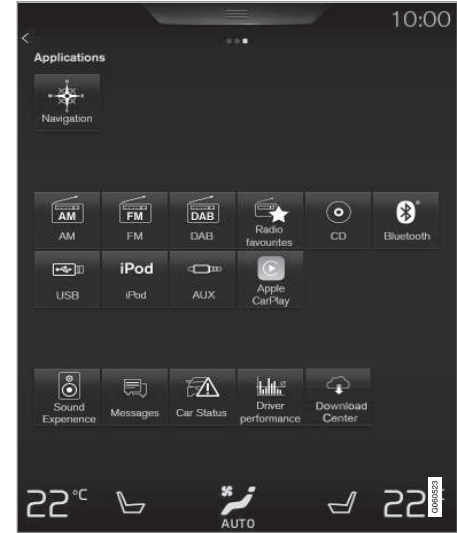 10:00
Applications
Navigation
AM FM DAB
AM FM DAB Radio favourites CD Bluetooth
iPod
USB iPod AUX Apple CarPlay
Sound Experience Messages Car Status Driver performance Download Center
22°C 22
AUTO
G060523